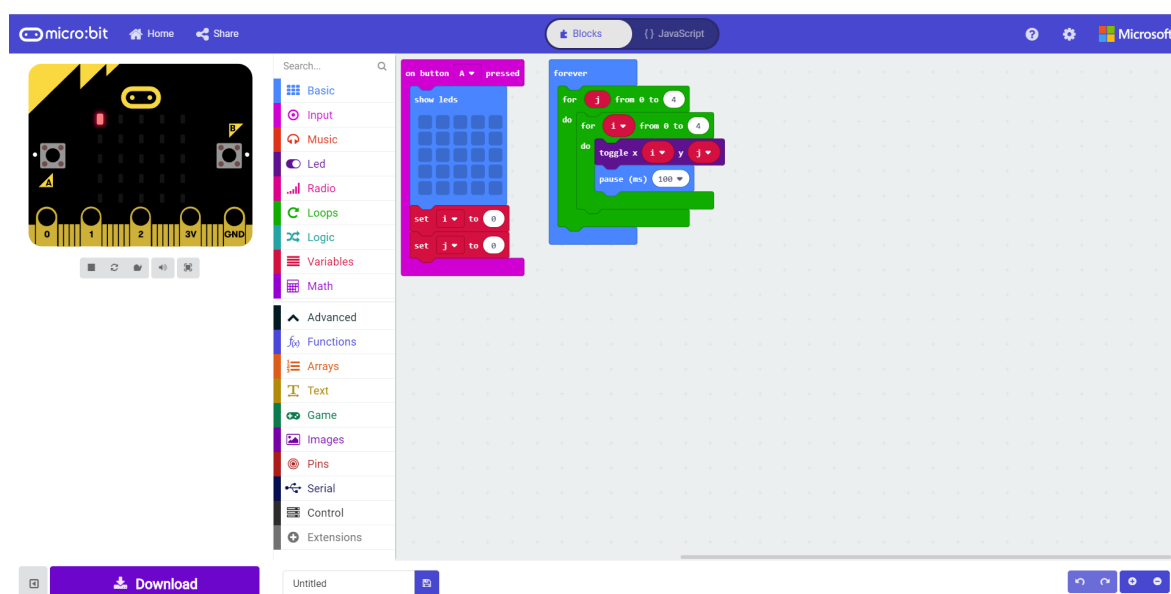 micro:bit Home Share Blocks {} JavaScript Microsoft
Search...
Basic
Input
Music
Led
Radio
Loops
Logic
Variables
Math
Advanced
f(x) Functions
Arrays
Text
Game
Images
Pins
Serial
Control
Extensions
on button A pressed
show leds
set i to 0
set j to 0
forever
for j from 0 to 4
do for i from 0 to 4
do toggle x i y j
pause (ms) 100
B
A
0 1 2 3V GND
Download
Untitled